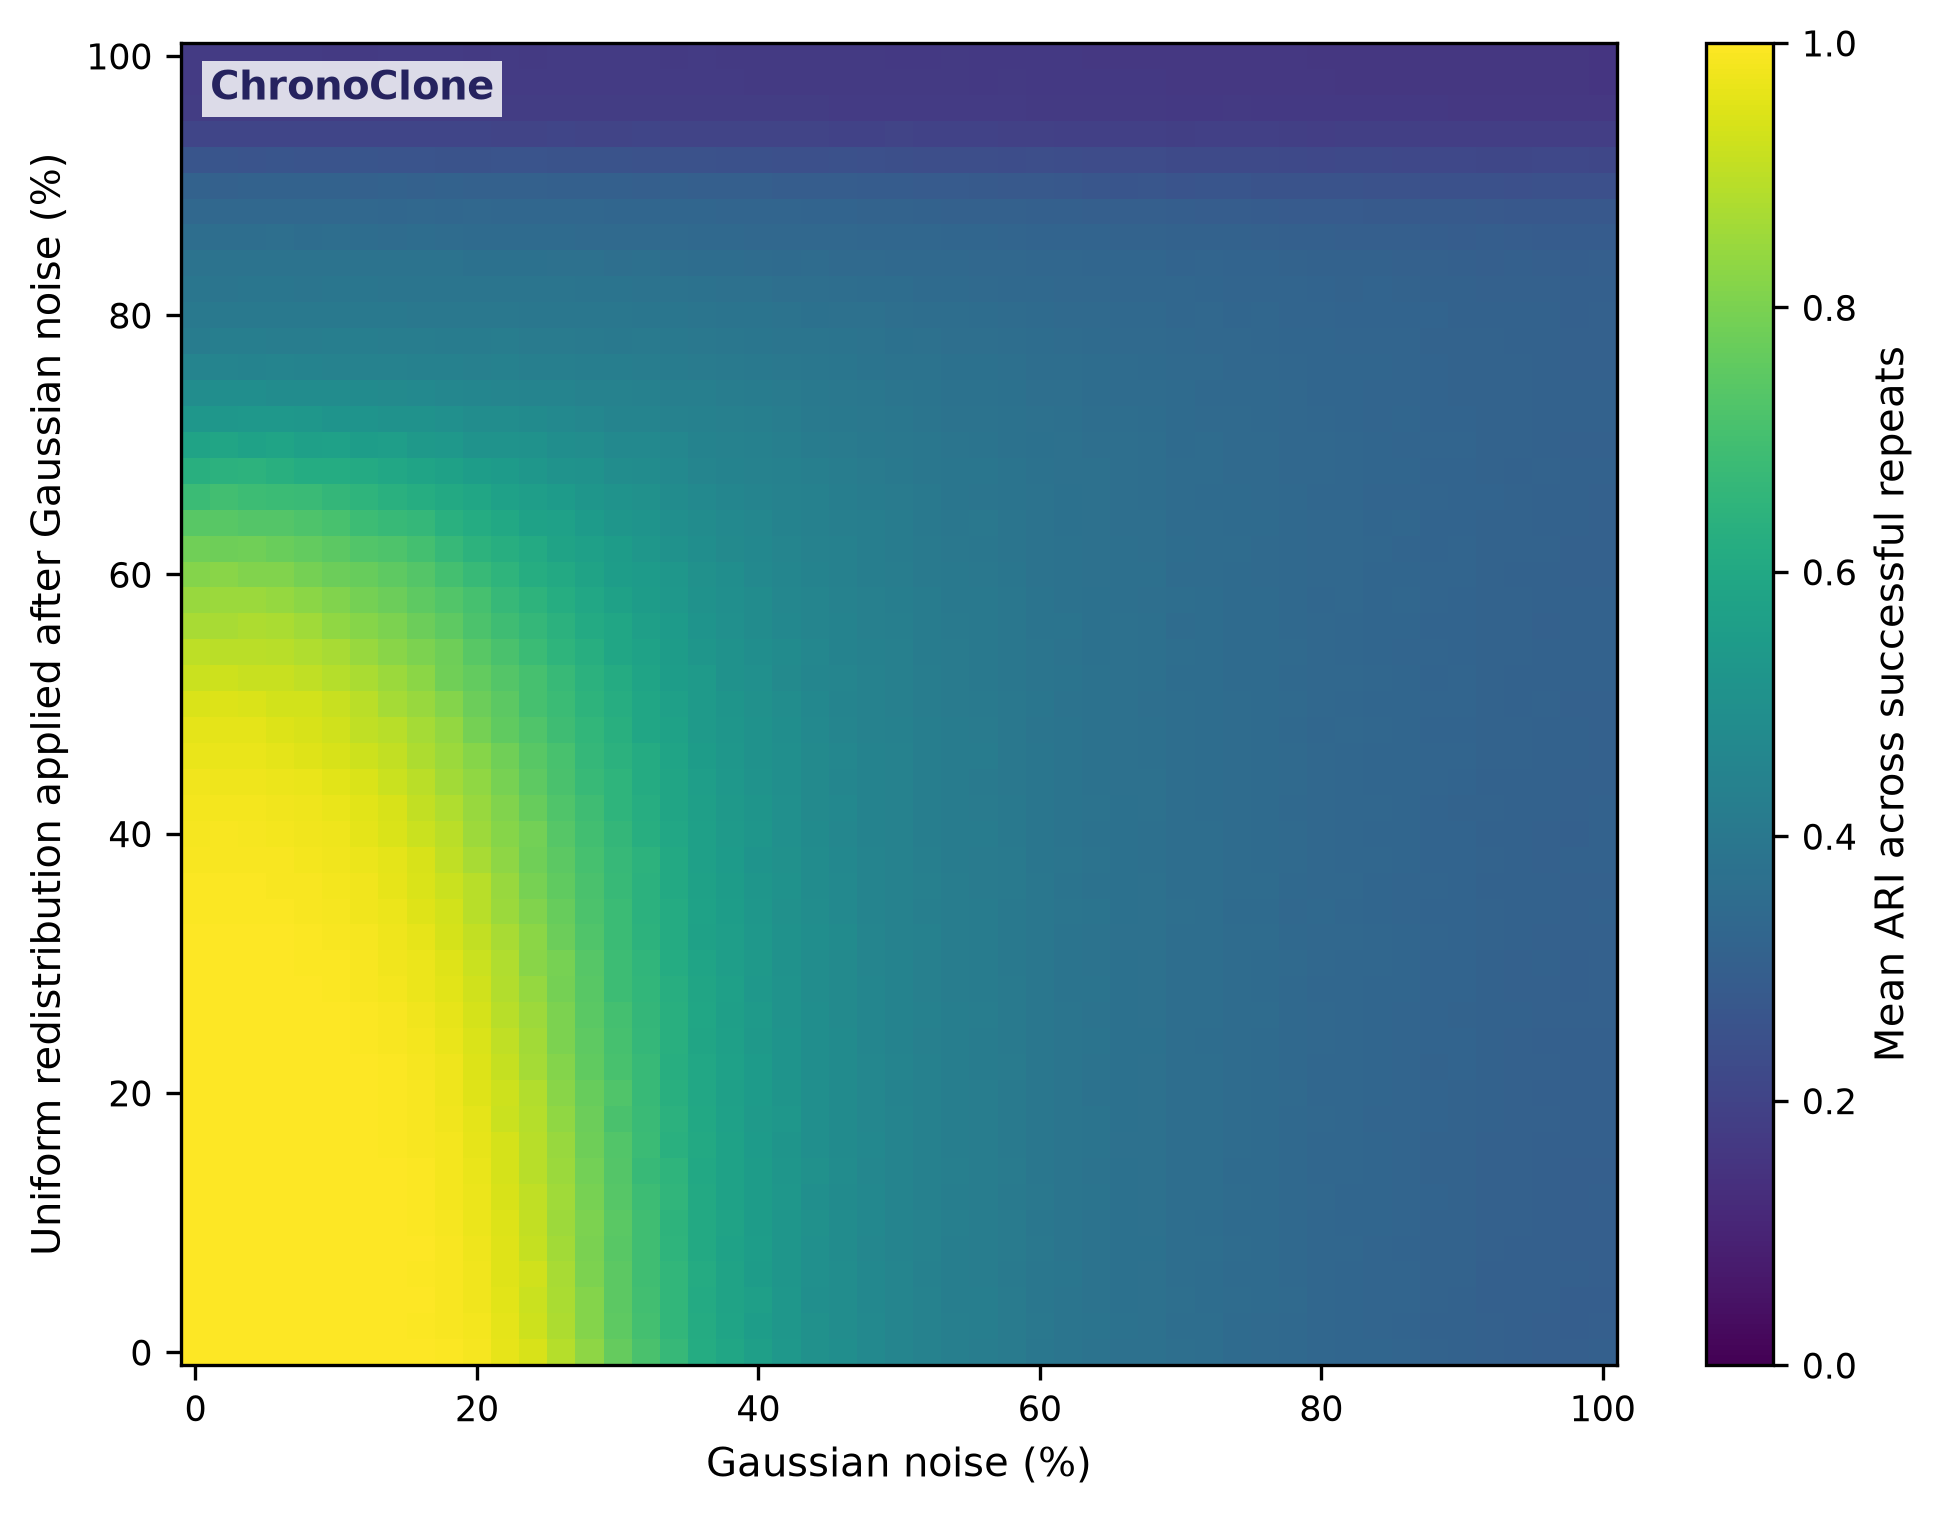 ChronoClone
Uniform redistribution applied after Gaussian noise (%)
100
80
60
40
20
0
0 20 40 60 80 100
Gaussian noise (%)
1.0
0.8
0.6
0.4
0.2
0.0
Mean ARI across successful repeats